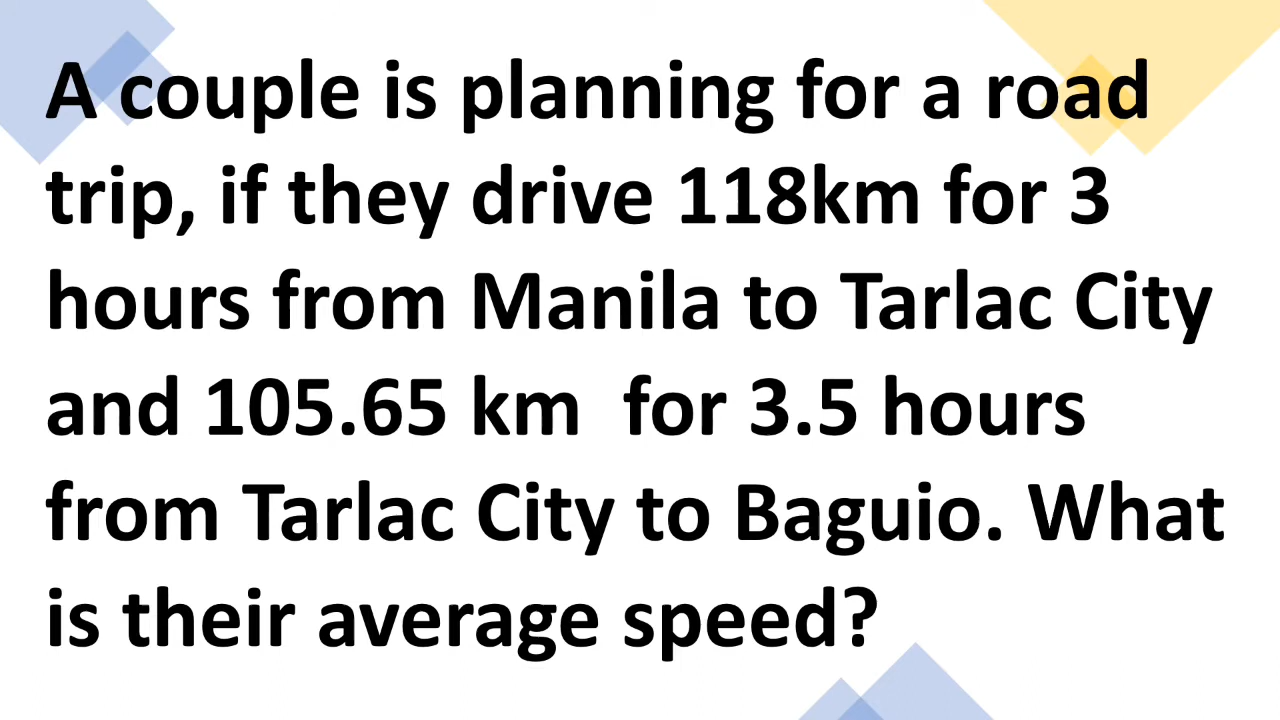 A couple is planning for a road
trip, if they drive 118km for 3
hours from Manila to Tarlac City
and 105.65 km  for 3.5 hours
from Tarlac City to Baguio. What
is their average speed?